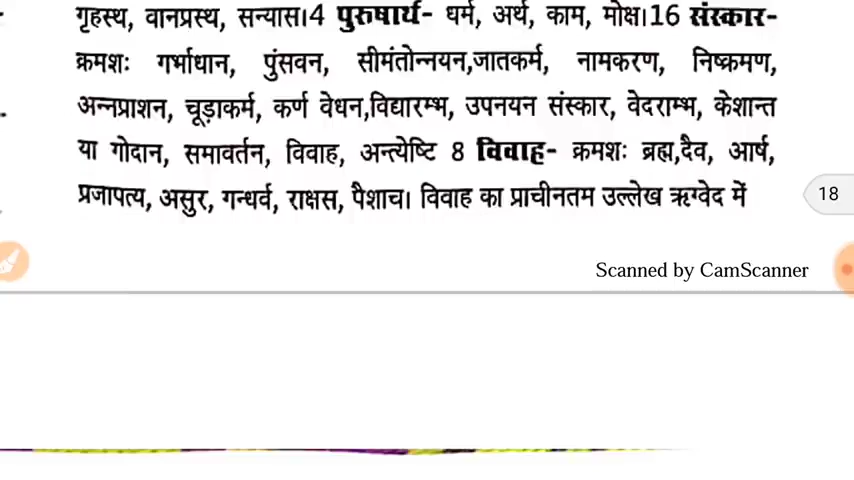 गृहस्थ, वानप्रस्थ, सन्यास।4 पुरुषार्थ- धर्म, अर्थ, काम, मोक्ष।16 संस्कार-
क्रमशः गर्भाधान, पुंसवन, सीमंतोन्नयन,जातकर्म, नामकरण, निष्क्रमण,
अन्नप्राशन, चूड़ाकर्म, कर्ण वेधन,विद्यारम्भ, उपनयन संस्कार, वेदराम्भ, केशान्त
या गोदान, समावर्तन, विवाह, अन्त्येष्टि 8 विवाह- क्रमशः ब्रह्म,दैव, आर्ष,
प्रजापत्य, असुर, गन्धर्व, राक्षस, पैशाच। विवाह का प्राचीनतम उल्लेख ऋग्वेद में
18
Scanned by CamScanner